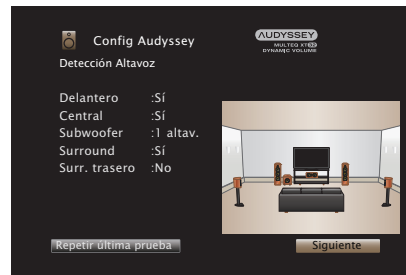 Config Audyssey
AUDYSSEY
MULTEQ XT32
DYNAMIC VOLUME
Detección Altavoz
Delantero :Sí
Central :Sí
Subwoofer :1 altav.
Surround :Sí
Surr. trasero :No
Repetir última prueba
Siguiente